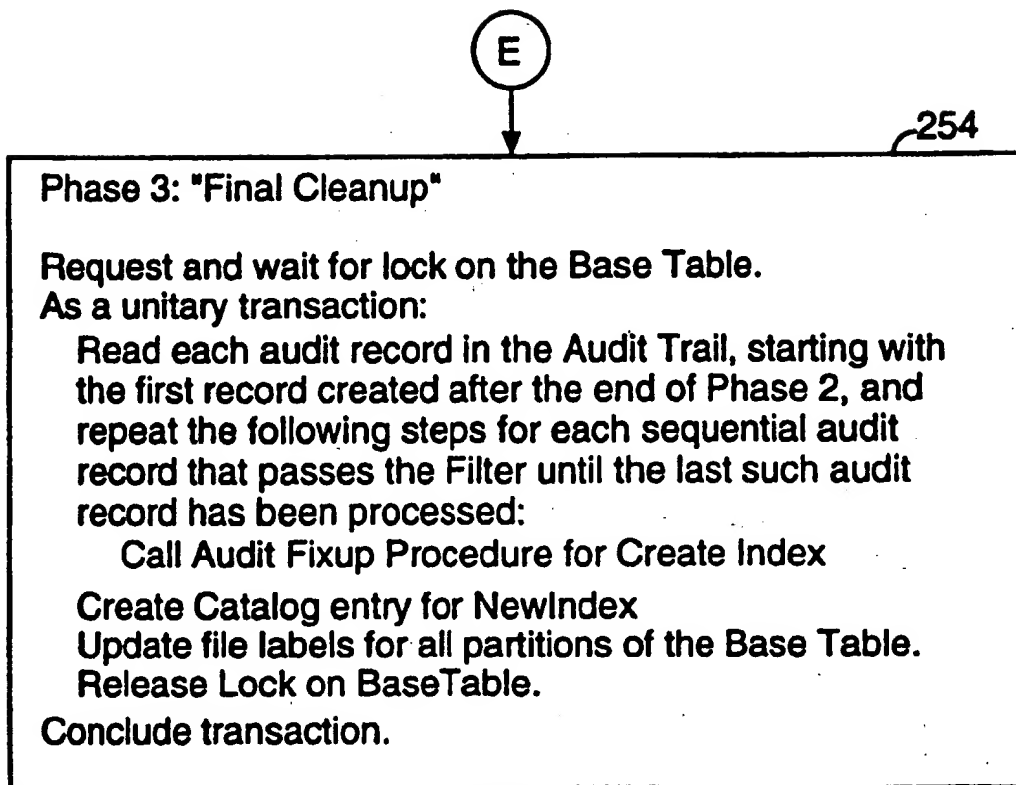 E
254
Phase 3: "Final Cleanup"
Request and wait for lock on the Base Table.
As a unitary transaction:
Read each audit record in the Audit Trail, starting with
the first record created after the end of Phase 2, and
repeat the following steps for each sequential audit
record that passes the Filter until the last such audit
record has been processed:
Call Audit Fixup Procedure for Create Index
Create Catalog entry for NewIndex
Update file labels for all partitions of the Base Table.
Release Lock on BaseTable.
Conclude transaction.